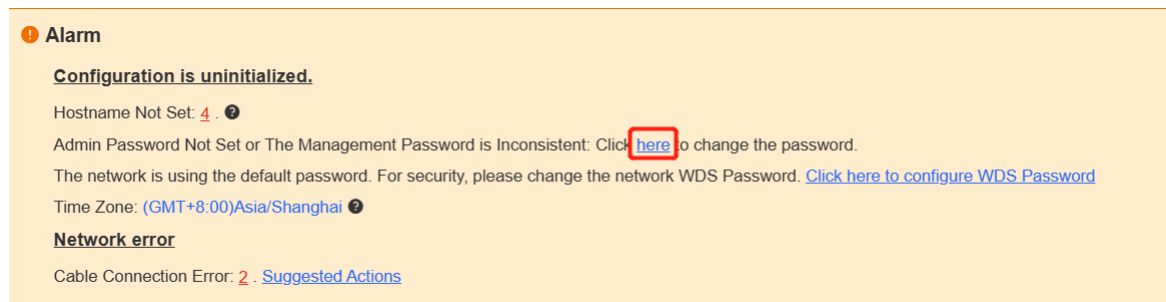 Alarm
Configuration is uninitialized.
Hostname Not Set: 4 .
Admin Password Not Set or The Management Password is Inconsistent: Click here to change the password.
The network is using the default password. For security, please change the network WDS Password. Click here to configure WDS Password
Time Zone: (GMT+8:00)Asia/Shanghai
Network error
Cable Connection Error: 2 . Suggested Actions